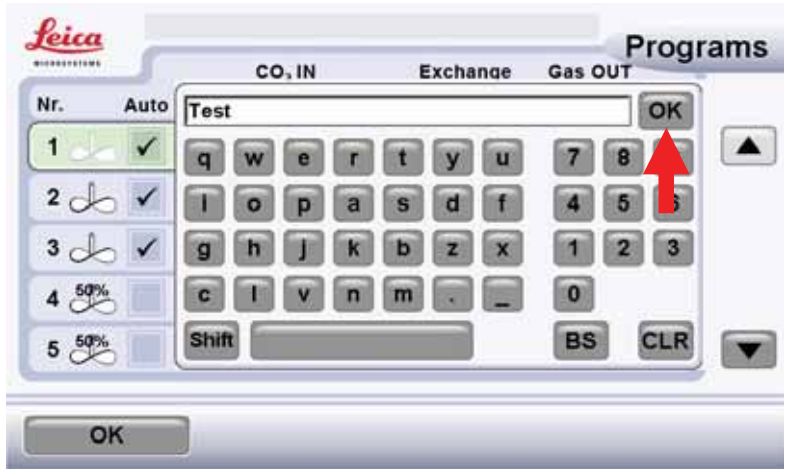 Leica
MICROSYSTEMS
Programs
CO₂ IN Exchange Gas OUT
Nr. Auto
Test OK
1 ✓ q w e r t y u 7 8
2 ✓ i o p a s d f 4 5 6
3 ✓ g h j k b z x 1 2 3
4 50% c l v n m . _ 0
5 50% Shift BS CLR
OK